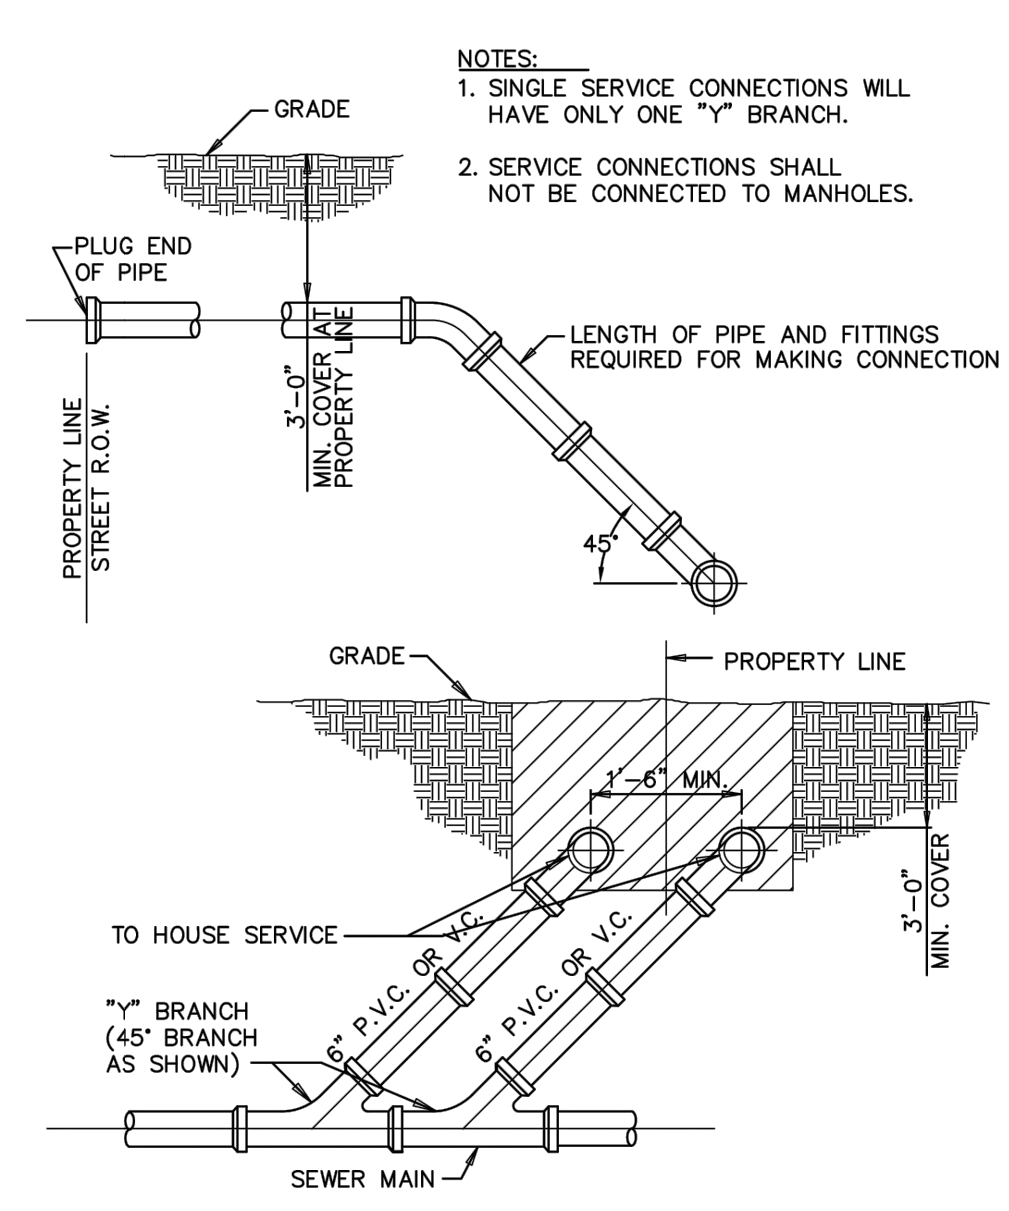 NOTES:
1. SINGLE SERVICE CONNECTIONS WILL
HAVE ONLY ONE "Y" BRANCH.
2. SERVICE CONNECTIONS SHALL
NOT BE CONNECTED TO MANHOLES.
GRADE
PLUG END
OF PIPE
LENGTH OF PIPE AND FITTINGS
REQUIRED FOR MAKING CONNECTION
3'-0"
MIN. COVER AT
PROPERTY LINE
PROPERTY LINE
STREET R.O.W.
45°
GRADE
PROPERTY LINE
1'-6" MIN.
3'-0"
MIN. COVER
TO HOUSE SERVICE
6" P.V.C. OR V.C.
6" P.V.C. OR V.C.
"Y" BRANCH
(45° BRANCH
AS SHOWN)
SEWER MAIN